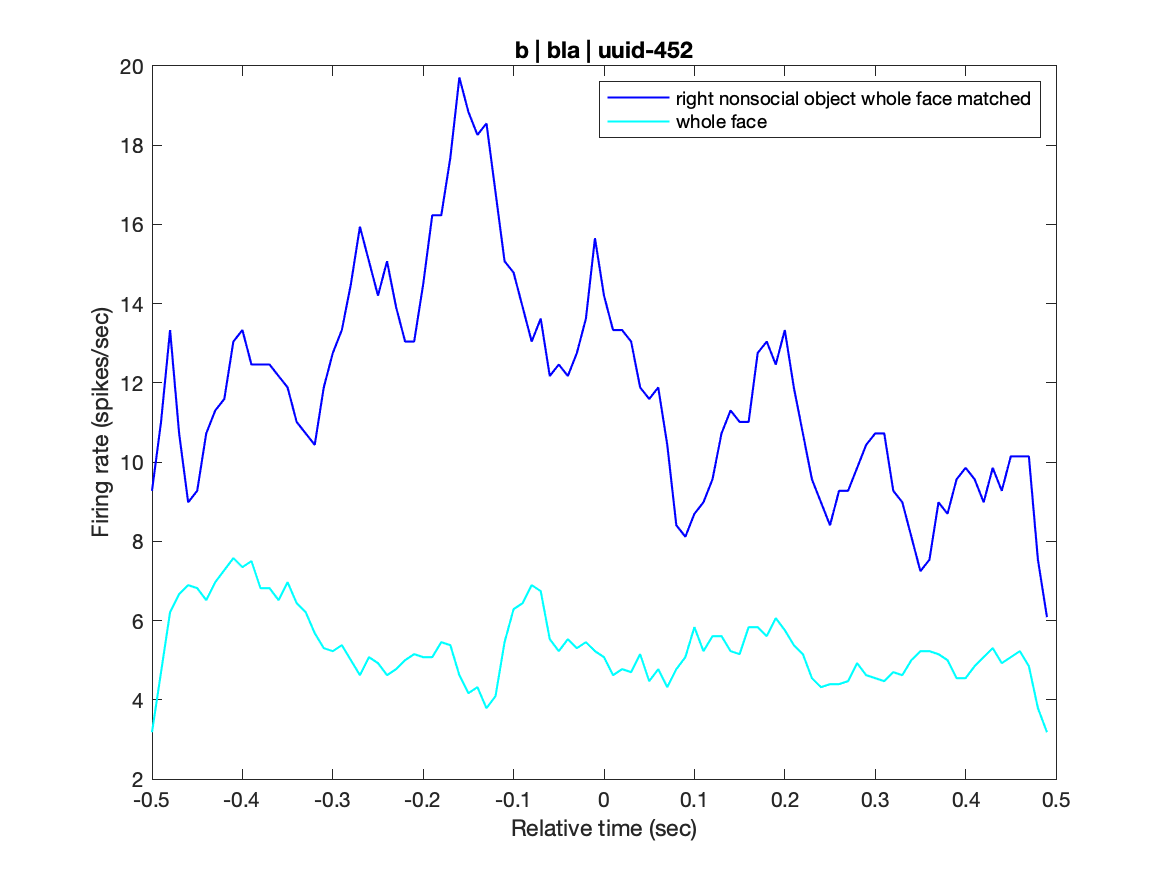 b | bla | uuid-452
20
18
16
14
12
10
8
6
4
2
Firing rate (spikes/sec)
right nonsocial object whole face matched
whole face
-0.5 -0.4 -0.3 -0.2 -0.1 0 0.1 0.2 0.3 0.4 0.5
Relative time (sec)